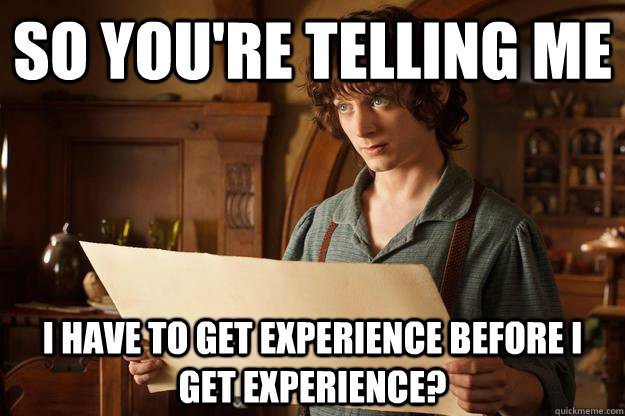 SO YOU'RE TELLING ME
I HAVE TO GET EXPERIENCE BEFORE I
GET EXPERIENCE?
quickmeme.com